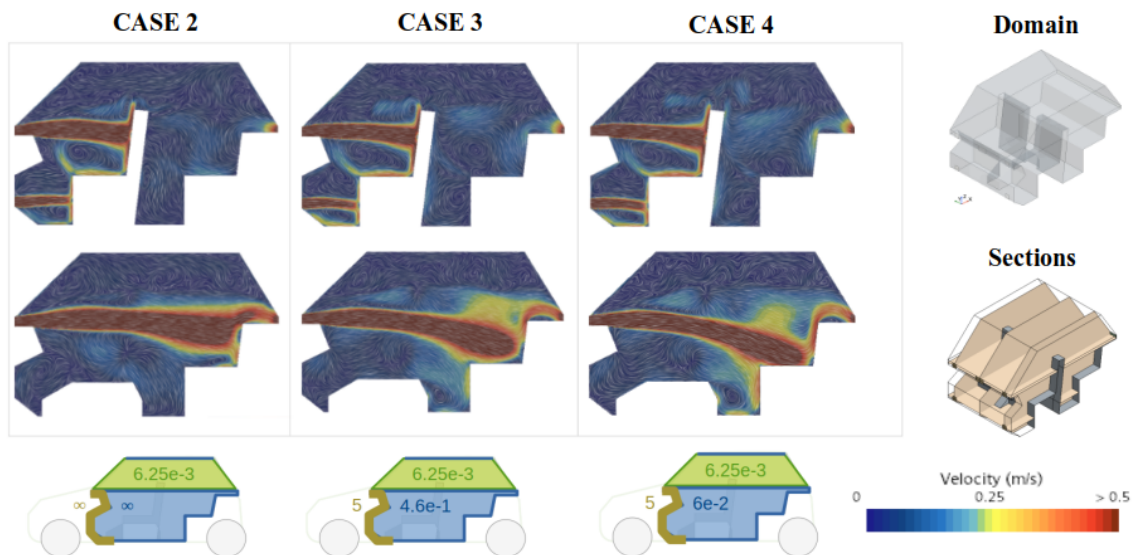 CASE 2
CASE 3
CASE 4
Domain
Sections
6.25e-3
∞
∞
6.25e-3
5
4.6e-1
6.25e-3
5
6e-2
Velocity (m/s)
0
0.25
> 0.5